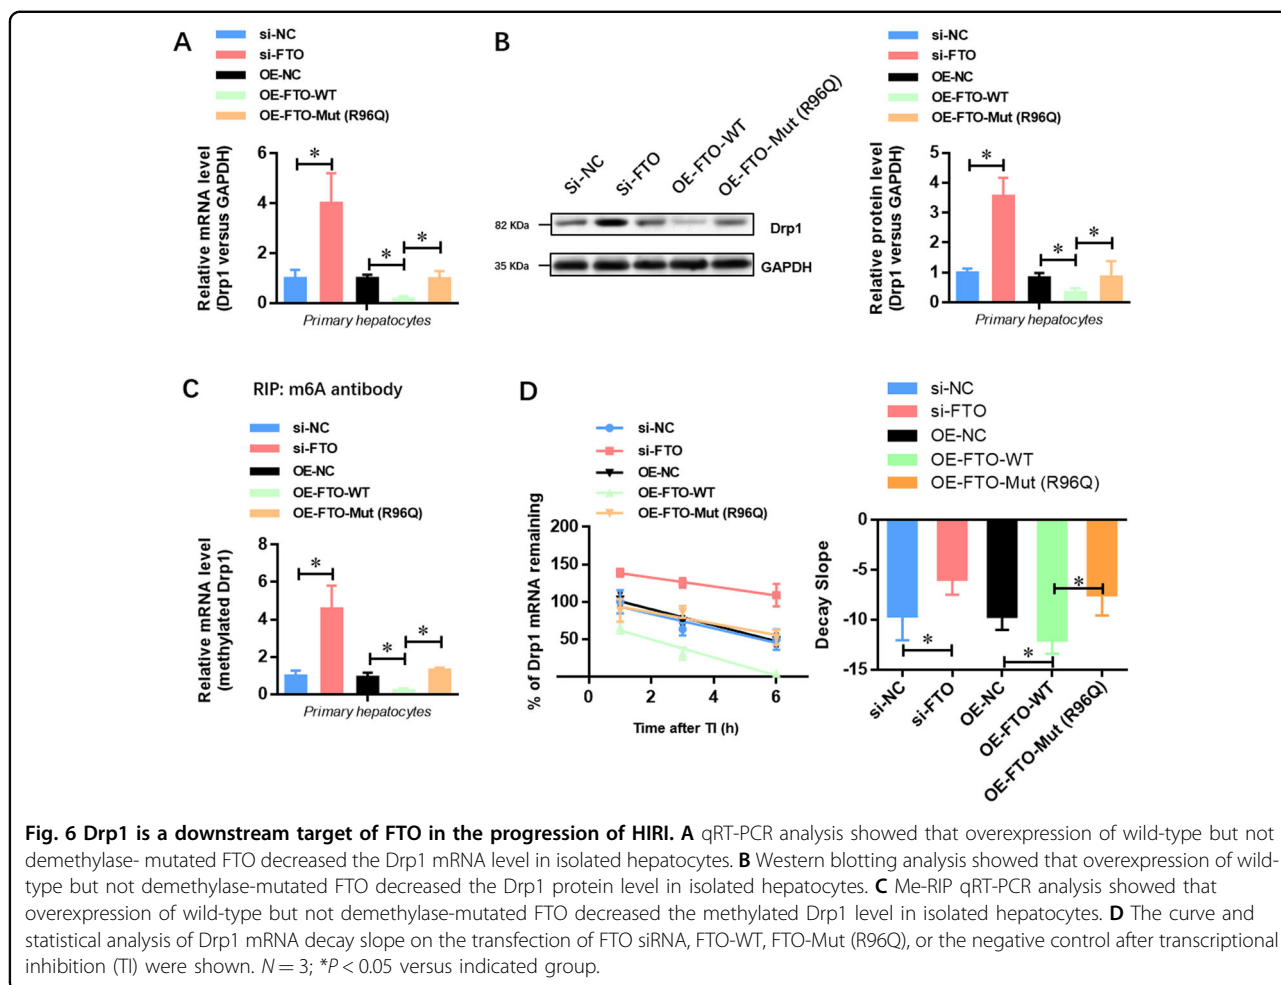 A
si-NC
si-FTO
OE-NC
OE-FTO-WT
OE-FTO-Mut (R96Q)
Relative mRNA level
(Drp1 versus GAPDH)
6
4
2
0
*
*
*
Primary hepatocytes
B
Si-NC
Si-FTO
OE-FTO-WT
OE-FTO-Mut (R96Q)
82 KDa
Drp1
35 KDa
GAPDH
si-NC
si-FTO
OE-NC
OE-FTO-WT
OE-FTO-Mut (R96Q)
Relative protein level
(Drp1 versus GAPDH)
5
4
3
2
1
0
*
*
*
Primary hepatocytes
C
RIP: m6A antibody
si-NC
si-FTO
OE-NC
OE-FTO-WT
OE-FTO-Mut (R96Q)
Relative mRNA level
(methylated Drp1)
8
6
4
2
0
*
*
*
Primary hepatocytes
D
si-NC
si-FTO
OE-NC
OE-FTO-WT
OE-FTO-Mut (R96Q)
% of Drp1 mRNA remaining
200
150
100
50
0 2 4 6
Time after TI (h)
si-NC
si-FTO
OE-NC
OE-FTO-WT
OE-FTO-Mut (R96Q)
Decay Slope
0
-5
-10
-15
*
*
*
si-NC
si-FTO
OE-NC
OE-FTO-WT
OE-FTO-Mut (R96Q)
Fig. 6 Drp1 is a downstream target of FTO in the progression of HIRI. A qRT-PCR analysis showed that overexpression of wild-type but not
demethylase- mutated FTO decreased the Drp1 mRNA level in isolated hepatocytes. B Western blotting analysis showed that overexpression of wild-
type but not demethylase-mutated FTO decreased the Drp1 protein level in isolated hepatocytes. C Me-RIP qRT-PCR analysis showed that
overexpression of wild-type but not demethylase-mutated FTO decreased the methylated Drp1 level in isolated hepatocytes. D The curve and
statistical analysis of Drp1 mRNA decay slope on the transfection of FTO siRNA, FTO-WT, FTO-Mut (R96Q), or the negative control after transcriptional
inhibition (TI) were shown. N = 3; *P < 0.05 versus indicated group.